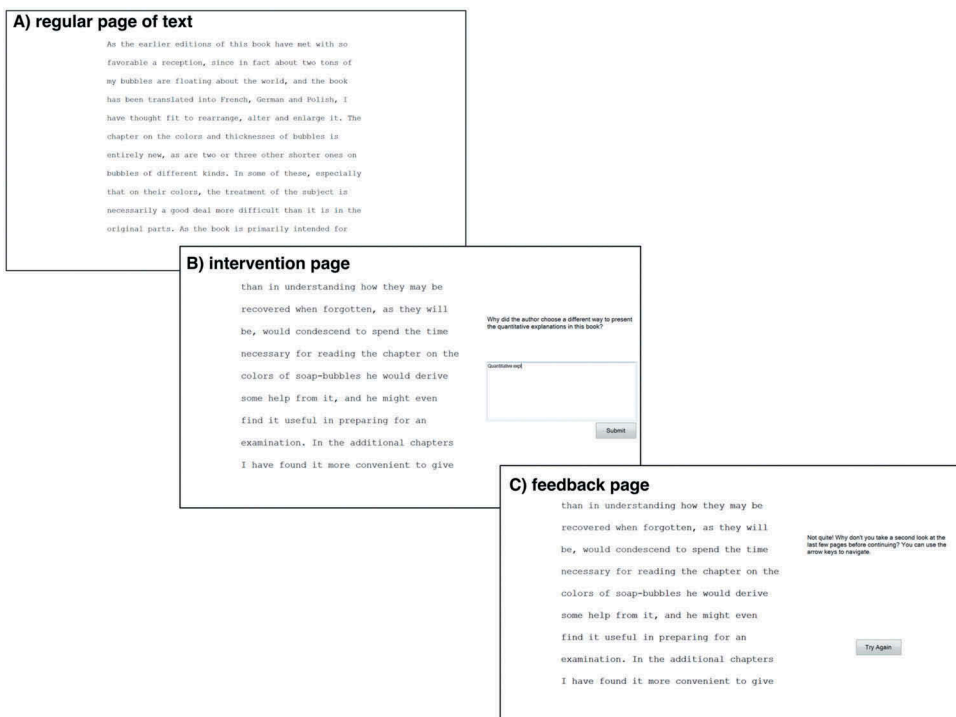 A) regular page of text
As the earlier editions of this book have met with so
favorable a reception, since in fact about two tons of
my bubbles are floating about the world, and the book
has been translated into French, German and Polish, I
have thought fit to rearrange, alter and enlarge it. The
chapter on the colors and thicknesses of bubbles is
entirely new, as are two or three other shorter ones on
bubbles of different kinds. In some of these, especially
that on their colors, the treatment of the subject is
necessarily a good deal more difficult than it is in the
original parts. As the book is primarily intended for
B) intervention page
than in understanding how they may be
recovered when forgotten, as they will
be, would condescend to spend the time
necessary for reading the chapter on the
colors of soap-bubbles he would derive
some help from it, and he might even
find it useful in preparing for an
examination. In the additional chapters
I have found it more convenient to give
Why did the author choose a different way to present
the quantitative explanations in this book?
Quantitative expl
Submit
C) feedback page
than in understanding how they may be
recovered when forgotten, as they will
be, would condescend to spend the time
necessary for reading the chapter on the
colors of soap-bubbles he would derive
some help from it, and he might even
find it useful in preparing for an
examination. In the additional chapters
I have found it more convenient to give
Not quite! Why don't you take a second look at the
last few pages before continuing? You can use the
arrow keys to navigate.
Try Again